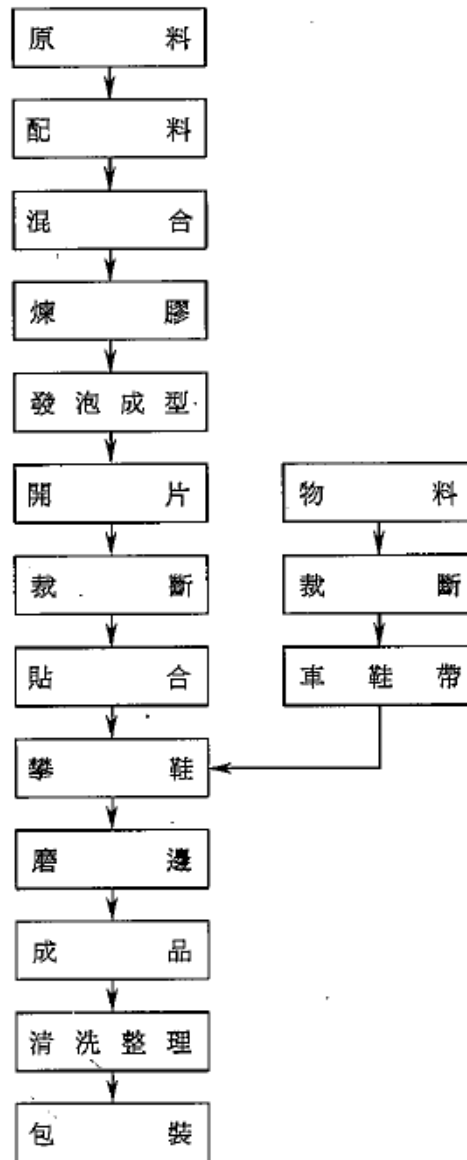 原料
配料
混合
煉膠
發泡成型
開片
物料
裁斷
裁斷
貼合
車鞋帶
攀鞋
磨邊
成品
清洗整理
包裝